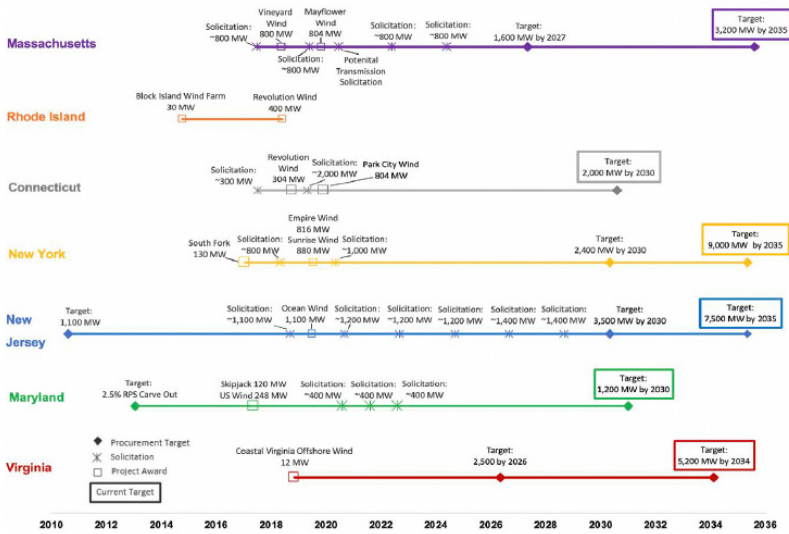 Massachusetts
Solicitation:
~800 MW
Vineyard
Wind
800 MW
Solicitation:
~800 MW
Mayflower
Wind
804 MW
Potenital
Transmission
Solicitation
Solicitation:
~800 MW
Solicitation:
~800 MW
Target:
1,600 MW by 2027
Target:
3,200 MW by 2035
Rhode Island
Block Island Wind Farm
30 MW
Revolution Wind
400 MW
Connecticut
Solicitation:
~300 MW
Revolution
Wind
304 MW
Solicitation:
~2,000 MW
Park City Wind
804 MW
Target:
2,000 MW by 2030
New York
South Fork
130 MW
Solicitation:
~800 MW
Empire Wind
816 MW
Sunrise Wind
880 MW
Solicitation:
~1,000 MW
Target:
2,400 MW by 2030
Target:
9,000 MW by 2035
New
Jersey
Target:
1,100 MW
Solicitation:
~1,100 MW
Ocean Wind
1,100 MW
Solicitation:
~1,200 MW
Solicitation:
~1,200 MW
Solicitation:
~1,200 MW
Solicitation:
~1,400 MW
Solicitation:
~1,400 MW
Target:
3,500 MW by 2030
Target:
7,500 MW by 2035
Maryland
Target:
2.5% RPS Carve Out
Skipjack 120 MW
US Wind 248 MW
Solicitation:
~400 MW
Solicitation:
~400 MW
Solicitation:
~400 MW
Target:
1,200 MW by 2030
Virginia
Procurement Target
Solicitation
Project Award
Current Target
Coastal Virginia Offshore Wind
12 MW
Target:
2,500 by 2026
Target:
5,200 MW by 2034
2010 2012 2014 2016 2018 2020 2022 2024 2026 2028 2030 2032 2034 2036